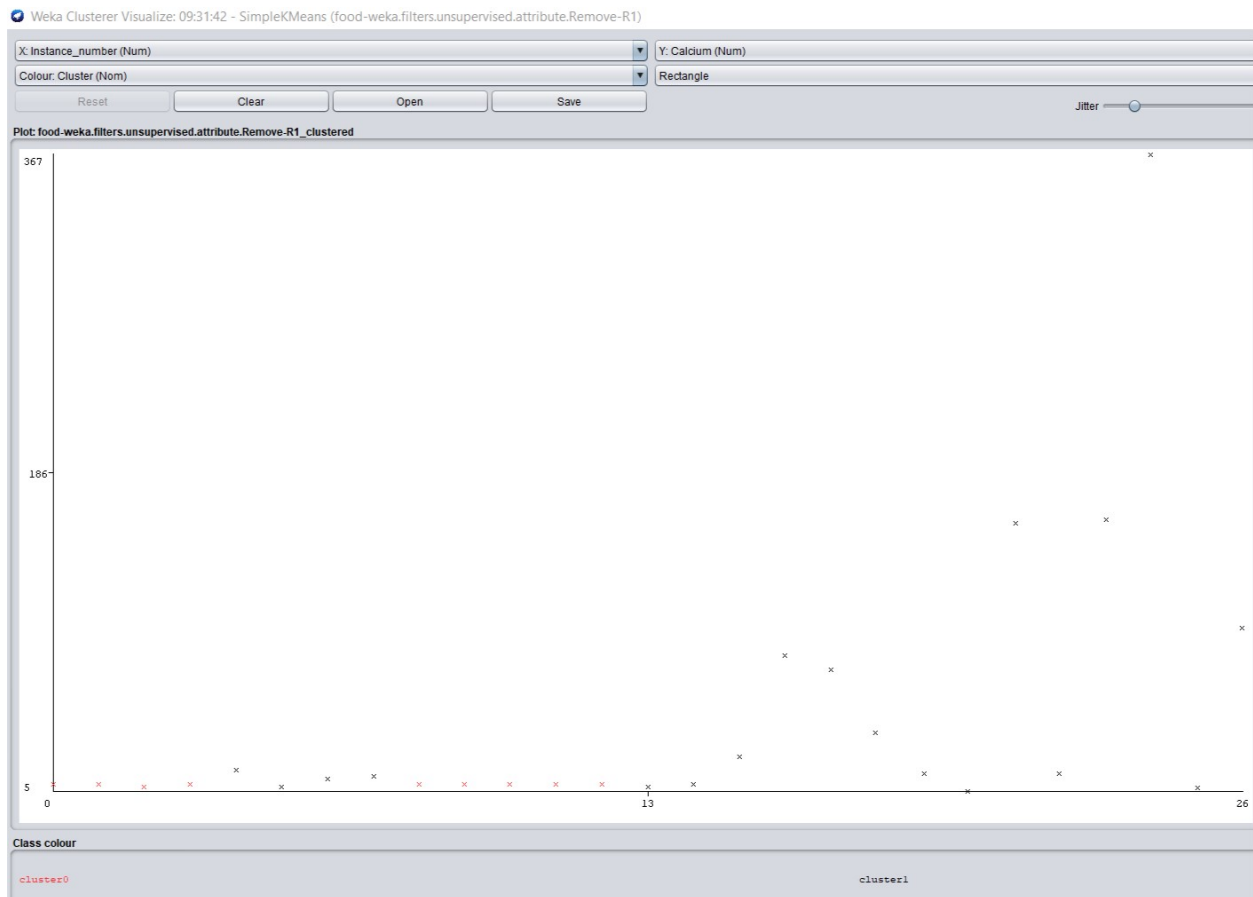 Weka Clusterer Visualize: 09:31:42 - SimpleKMeans (food-weka.filters.unsupervised.attribute.Remove-R1)
X: Instance_number (Num) Y: Calcium (Num)
Colour: Cluster (Nom) Rectangle
Reset Clear Open Save Jitter
Plot: food-weka.filters.unsupervised.attribute.Remove-R1_clustered
367
186
5
0 13 26
Class colour
cluster0 cluster1